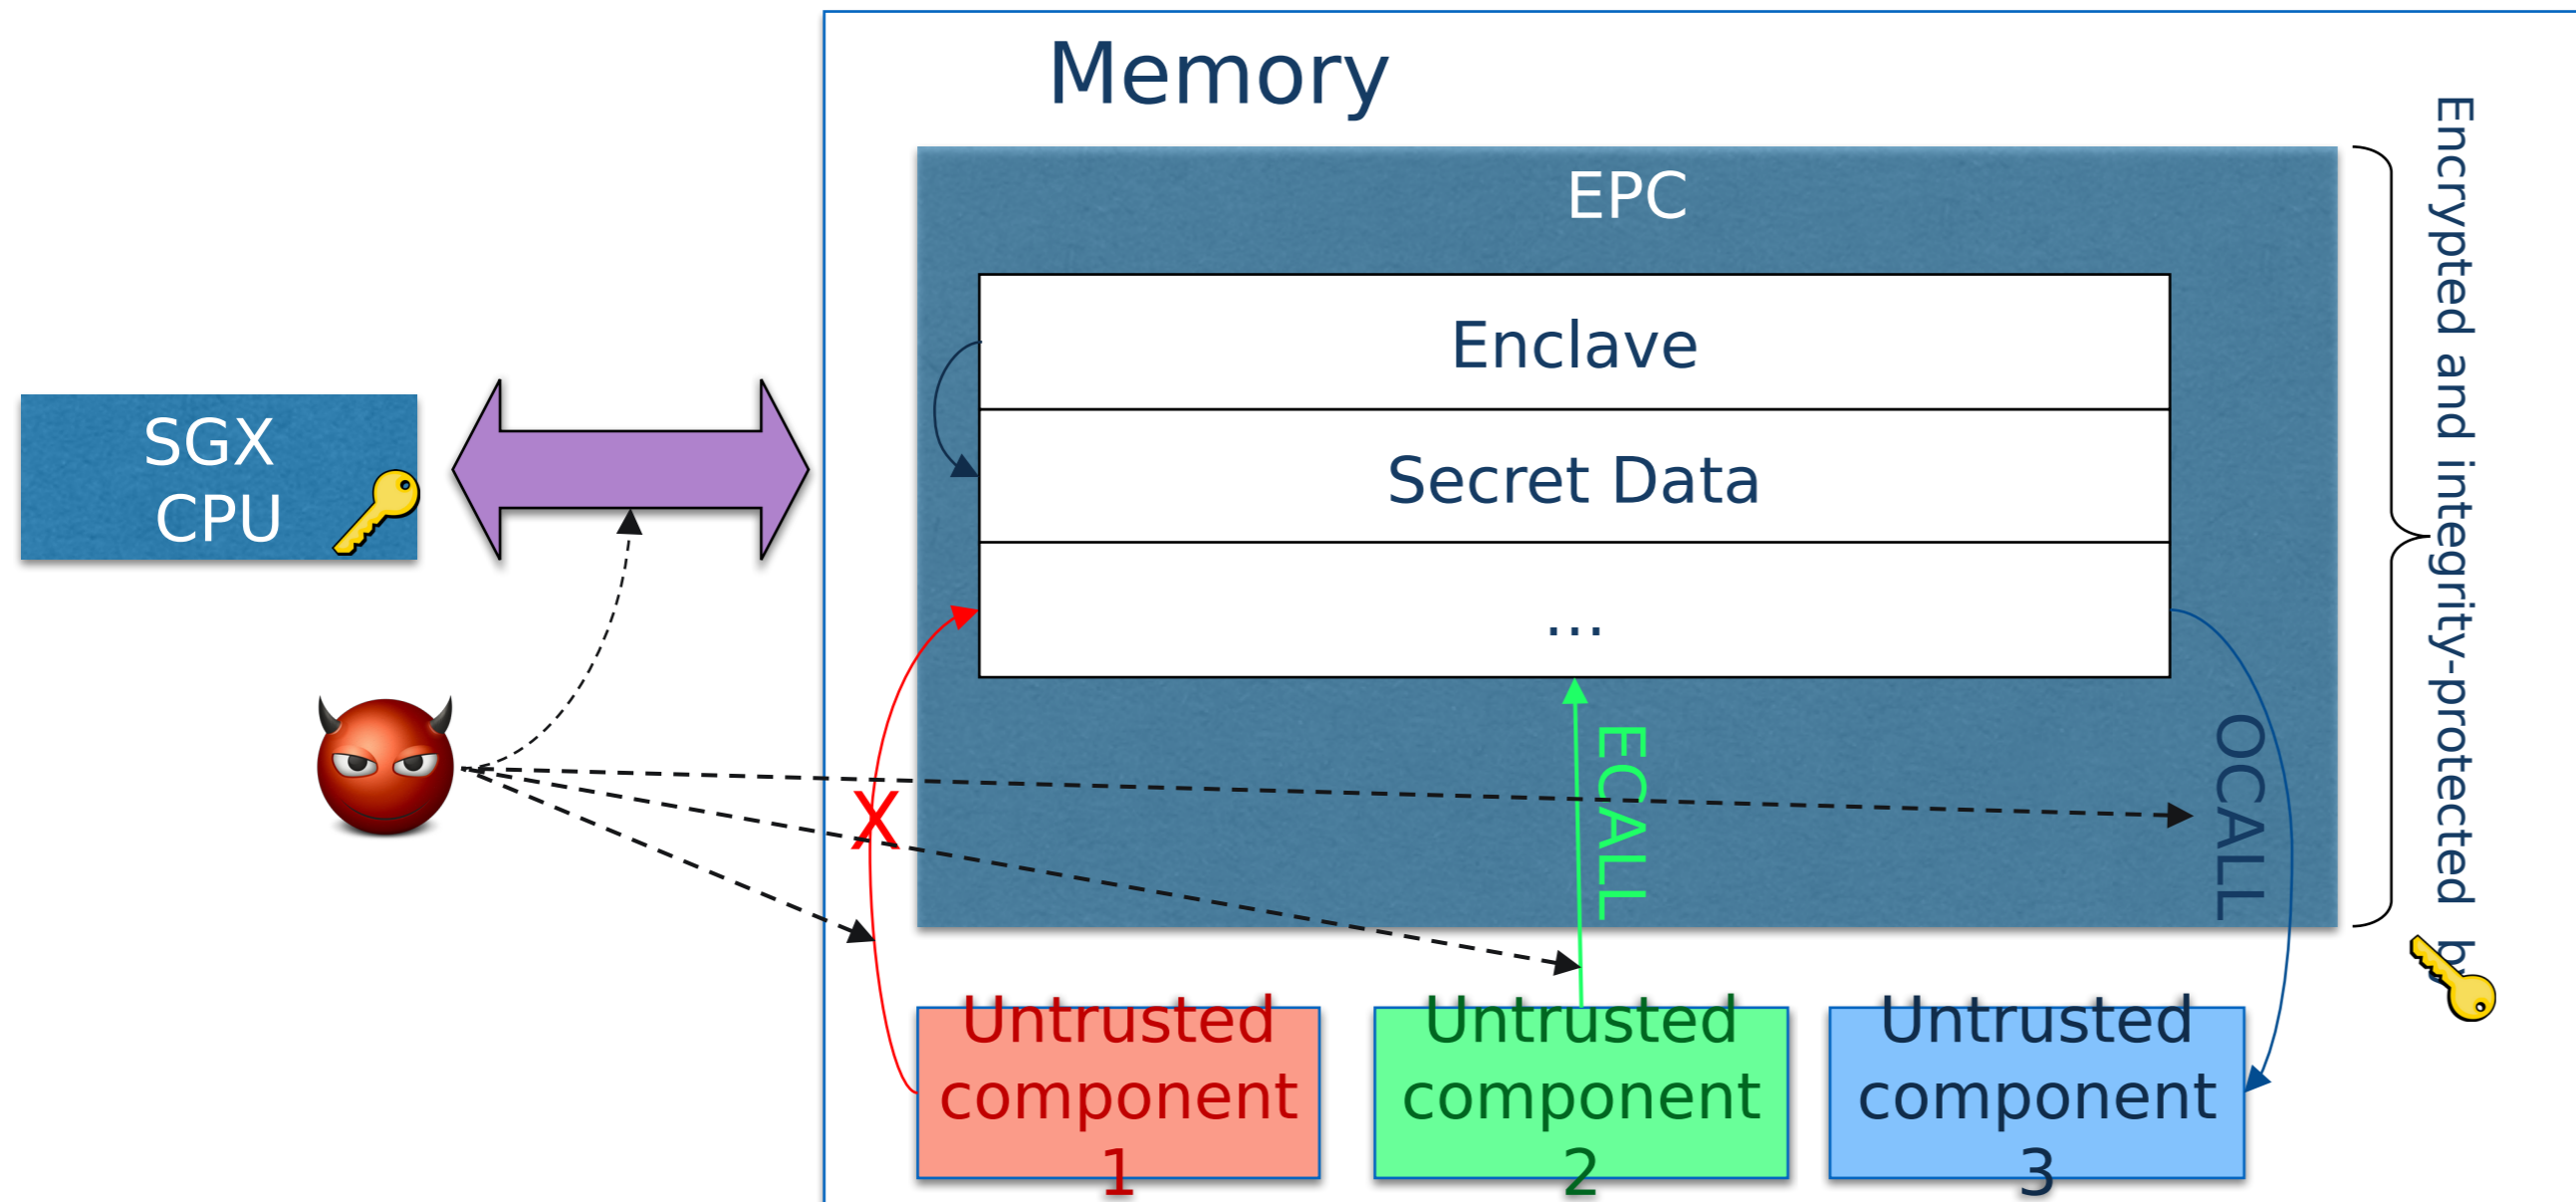 Memory
EPC
Enclave
Secret Data
...
SGX
CPU
X
ECALL
OCALL
Encrypted and integrity-protected by
Untrusted
component
1
Untrusted
component
2
Untrusted
component
3